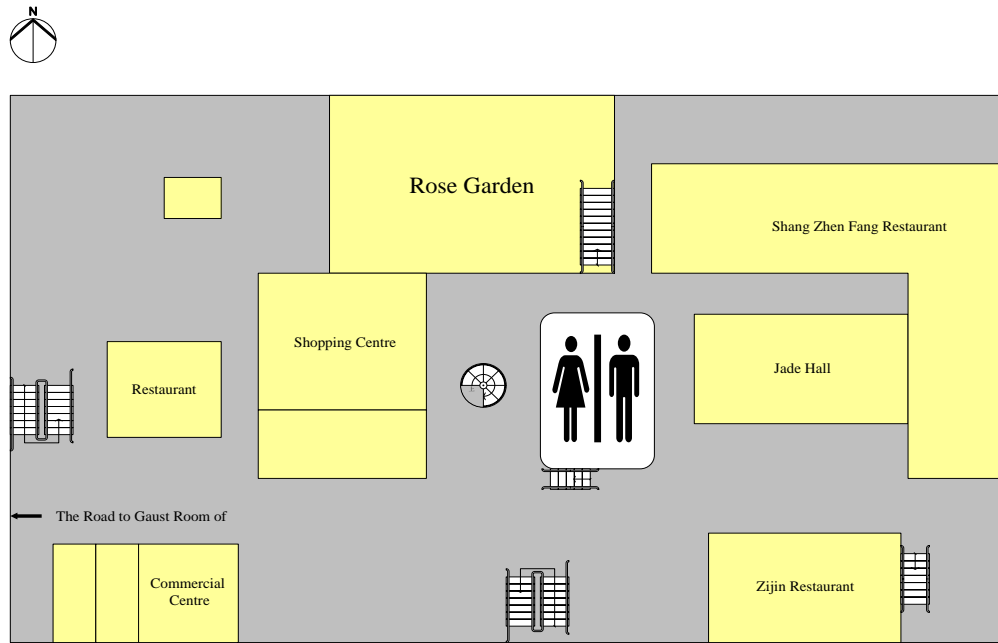 N
Rose Garden
Shang Zhen Fang Restaurant
Shopping Centre
Jade Hall
Restaurant
The Road to Gaust Room of
Commercial
Centre
Zijin Restaurant